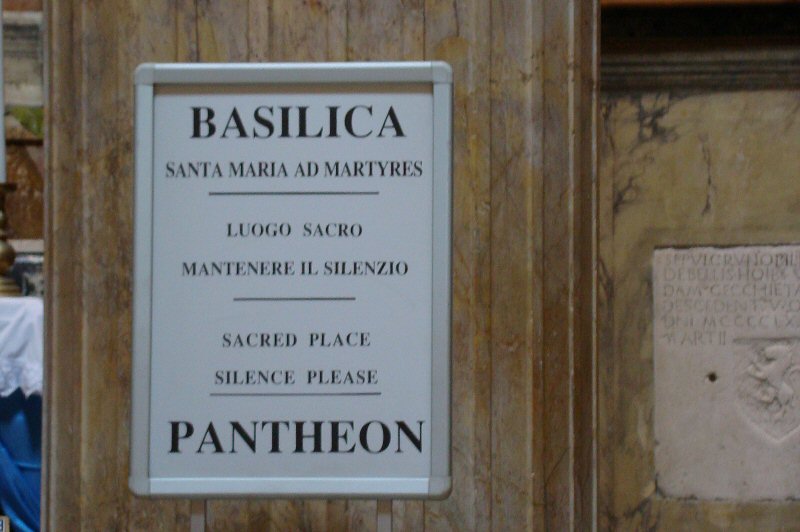 BASILICA
SANTA MARIA AD MARTYRES
LUOGO SACRO
MANTENERE IL SILENZIO
SACRED PLACE
SILENCE PLEASE
PANTHEON